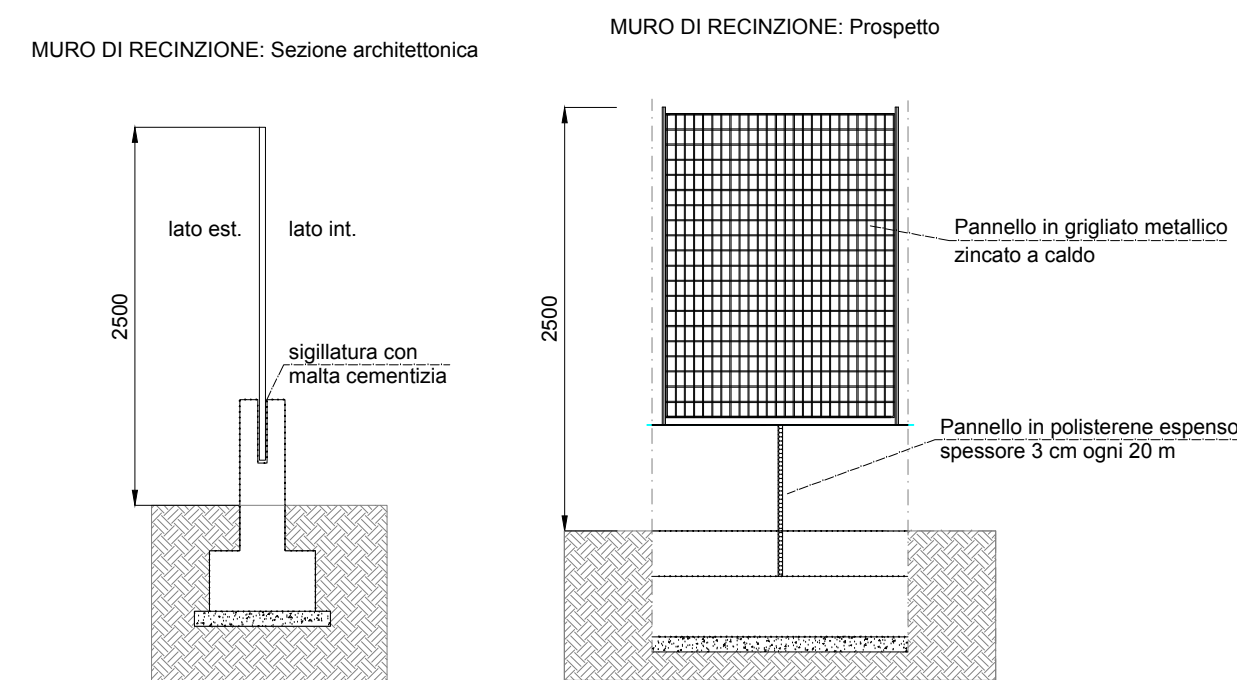 MURO DI RECINZIONE: Sezione architettonica
2500
lato est.
lato int.
sigillatura con
malta cementizia
MURO DI RECINZIONE: Prospetto
2500
Pannello in grigliato metallico
zincato a caldo
Pannello in polisterene espenso
spessore 3 cm ogni 20 m